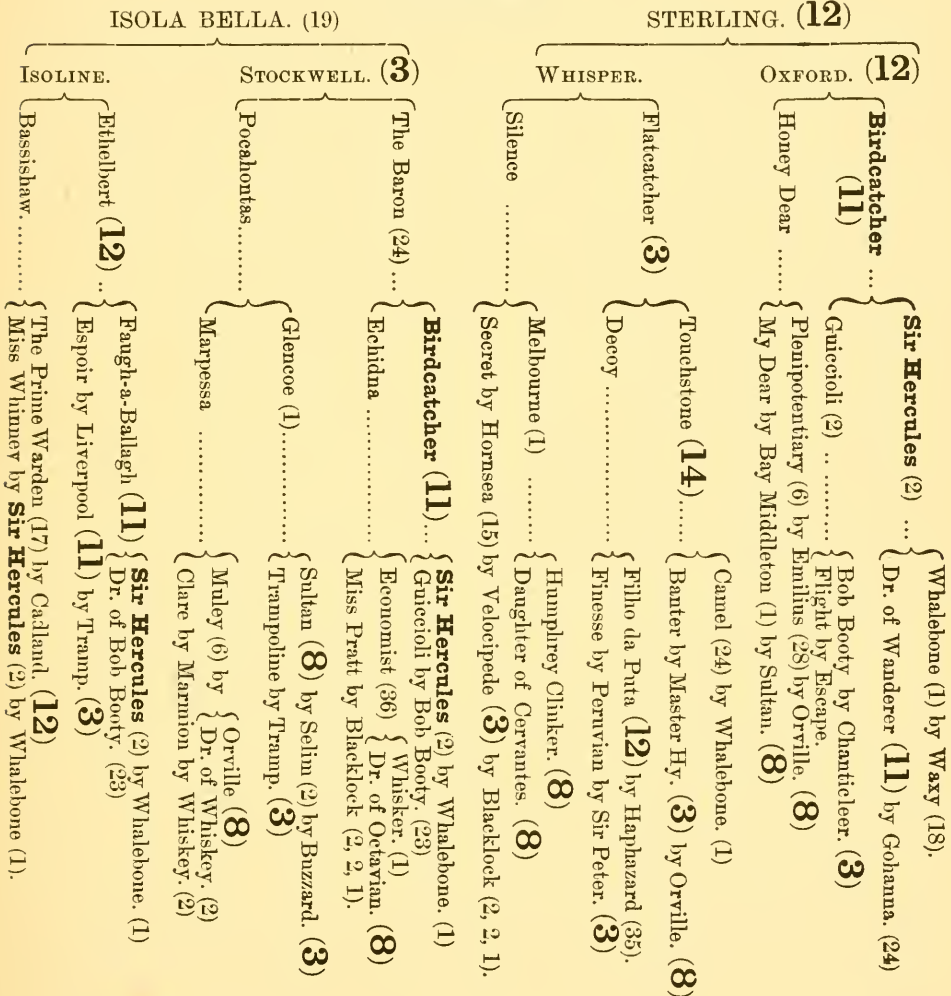 ISOLA BELLA. (19)
STERLING. (12)
ISOLINE.
STOCKWELL. (3)
WHISPER.
OXFORD. (12)
Birdcatcher ...
(11)
Honey Dear ......
Flatcatcher (3)
Silence ..........
The Baron (24) ...
Pocahontas.........
Ethelbert (12) ..
Bassishaw. .........
Sir Hercules (2) ...
Guiccioli (2) .. .........
Plenipotentiary (6) by Emilius (28) by Orville. (8)
My Dear by Bay Middleton (1) by Sultan. (8)
Touchstone (14)......
Decoy ..................
Melbourne (1) ........
Secret by Hornsea (15) by Velocipede (3) by Blacklock (2, 2, 1).
Birdcatcher (11)....
Echidna ................
Glencoe (1)..............
Marpessa ..............
Faugh-a-Ballagh (11)
Espoir by Liverpool (11) by Tramp. (3)
The Prime Warden (17) by Cadland. (12)
Miss Whinney by Sir Hercules (2) by Whalebone (1).
Whalebone (1) by Waxy (18).
Dr. of Wanderer (11) by Gohanna. (24)
Bob Booty by Chanticleer. (3)
Flight by Escape.
Camel (24) by Whalebone. (1)
Banter by Master Hy. (3) by Orville. (8)
Filho da Puta (12) by Haphazard (35).
Finesse by Peruvian by Sir Peter. (3)
Humphrey Clinker. (8)
Daughter of Cervantes. (8)
Sir Hercules (2) by Whalebone. (1)
Guiccioli by Bob Booty. (23)
Economist (36)
Whisker. (1)
Dr. of Octavian. (8)
Miss Pratt by Blacklock (2, 2, 1).
Sultan (8) by Selim (2) by Buzzard. (3)
Trampoline by Tramp. (3)
Muley (6) by
Orville (8)
Dr. of Whiskey. (2)
Clare by Marmion by Whiskey. (2)
Sir Hercules (2) by Whalebone. (1)
Dr. of Bob Booty. (23)